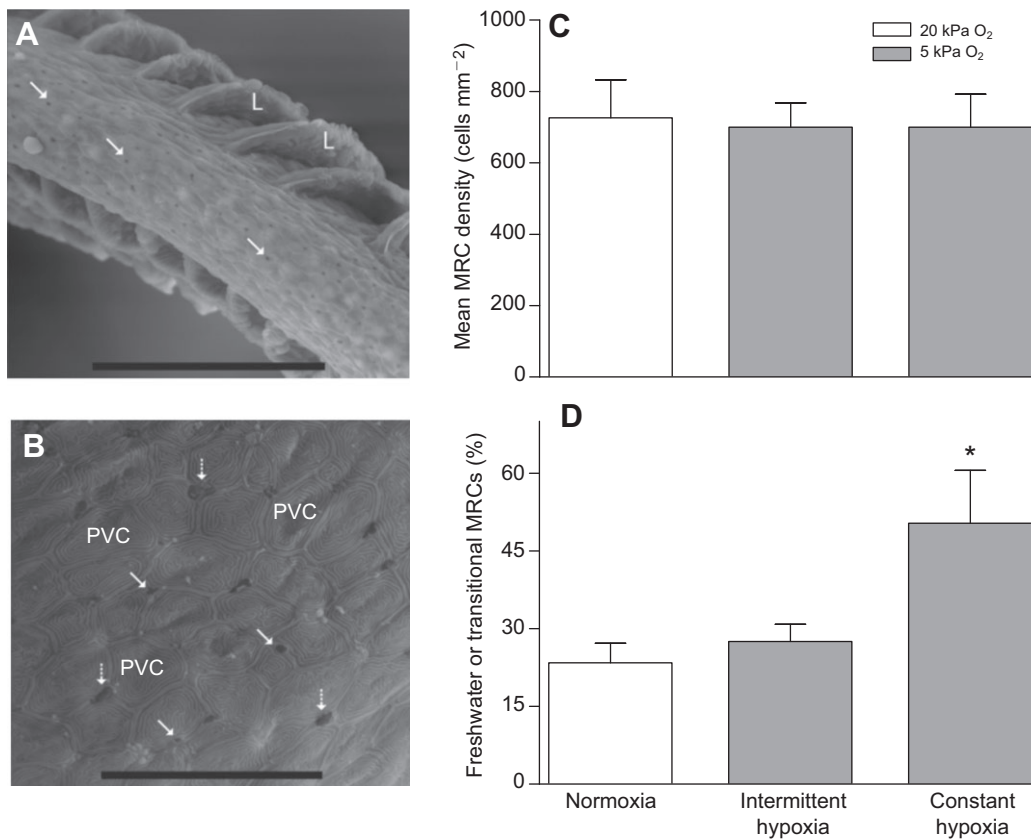 A
L
L
B
PVC
PVC
PVC
C
20 kPa O₂
5 kPa O₂
Mean MRC density (cells mm⁻²)
1000
800
600
400
200
0
D
*
Freshwater or transitional MRCs (%)
60
45
30
15
0
Normoxia
Intermittent
hypoxia
Constant
hypoxia